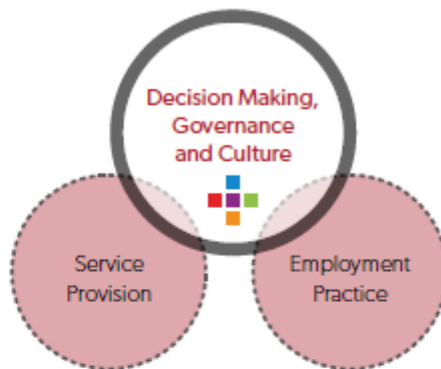 Decision Making,
Governance
and Culture
Service
Provision
Employment
Practice